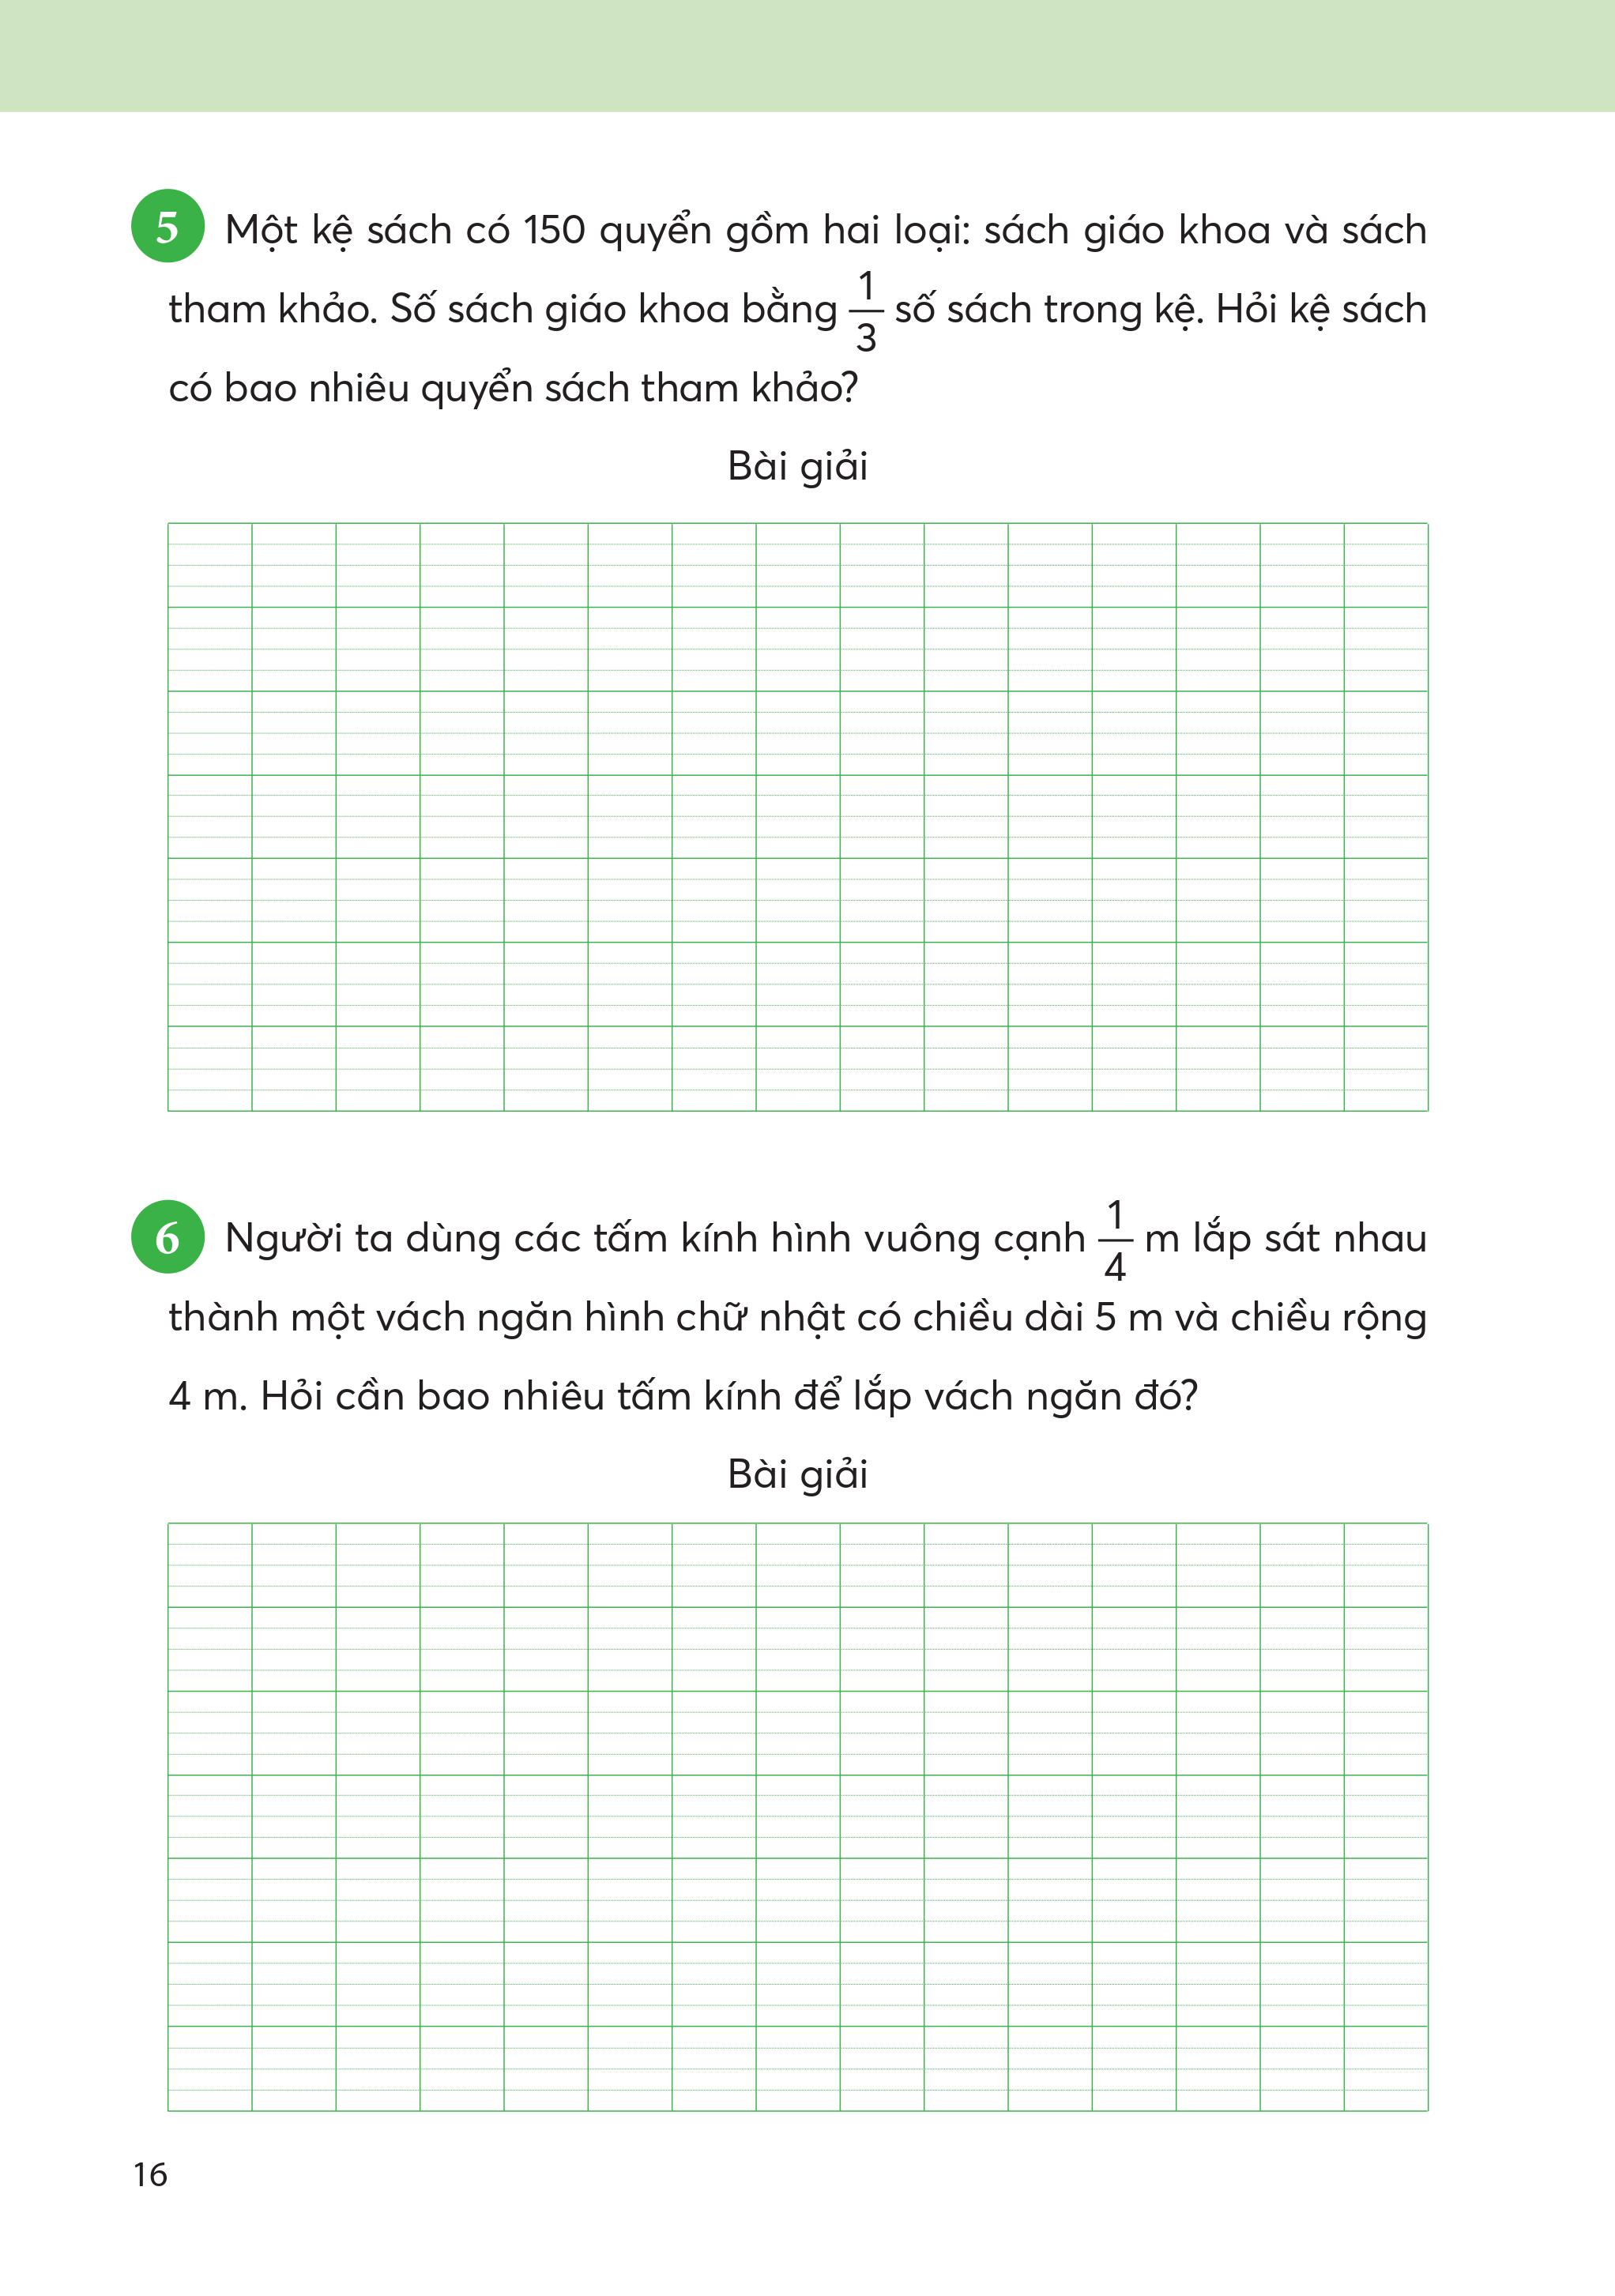 5 Một kệ sách có 150 quyển gồm hai loại: sách giáo khoa và sách
tham khảo. Số sách giáo khoa bằng 1/3 số sách trong kệ. Hỏi kệ sách
có bao nhiêu quyển sách tham khảo?
Bài giải
6 Người ta dùng các tấm kính hình vuông cạnh 1/4 m lắp sát nhau
thành một vách ngăn hình chữ nhật có chiều dài 5 m và chiều rộng
4 m. Hỏi cần bao nhiêu tấm kính để lắp vách ngăn đó?
Bài giải
16